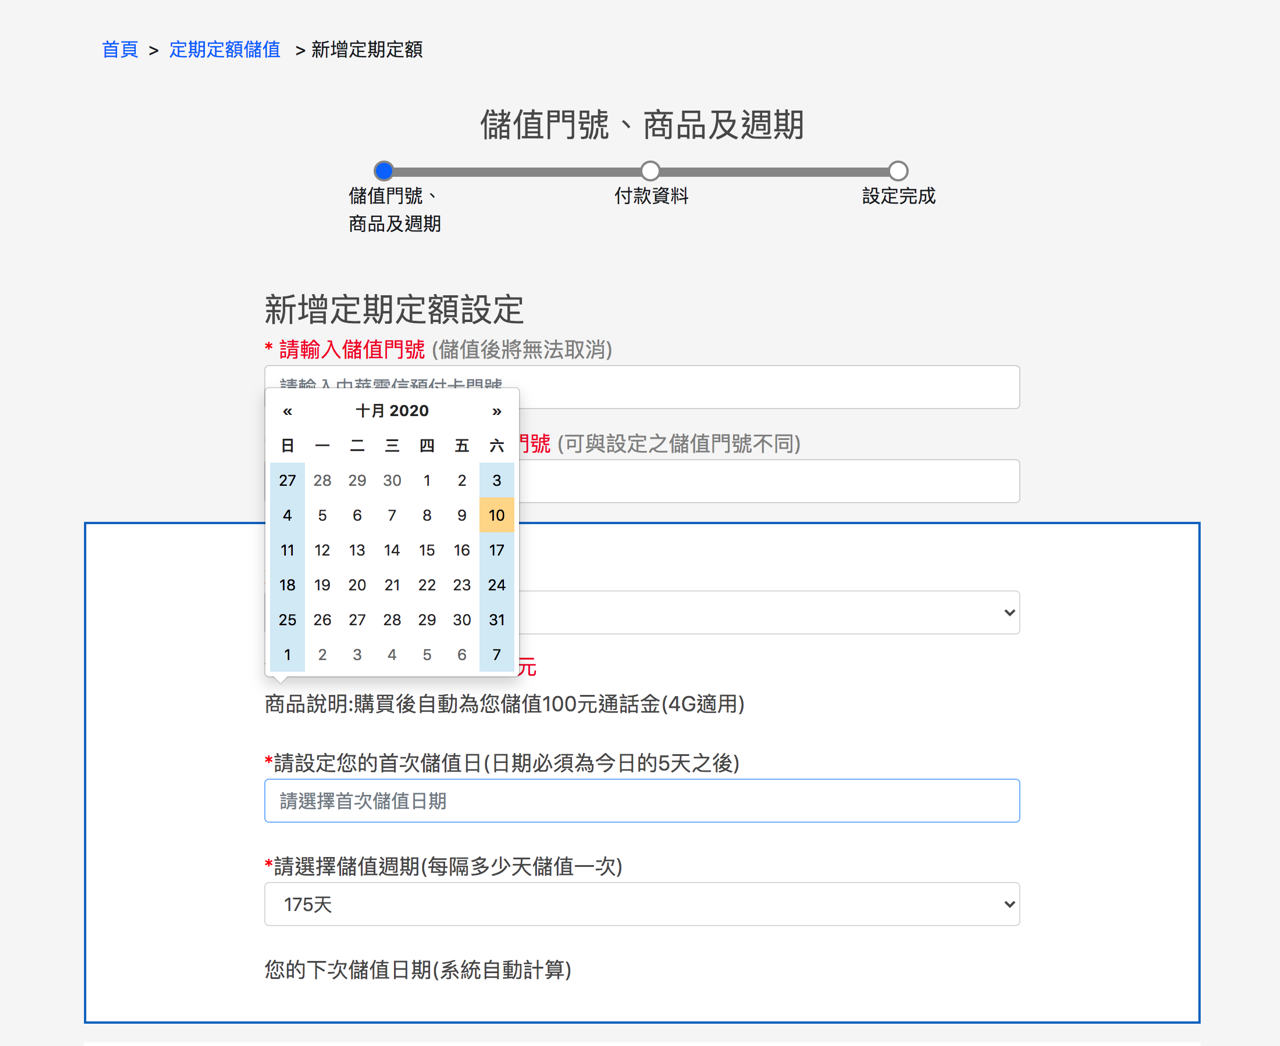 首頁 > 定期定額儲值 > 新增定期定額
儲值門號、商品及週期
儲值門號、
商品及週期
付款資料
設定完成
新增定期定額設定
* 請輸入儲值門號 (儲值後將無法取消)
請輸入中華電信預付卡門號
門號 (可與設定之儲值門號不同)
« 十月 2020 »
日 一 二 三 四 五 六
27 28 29 30 1 2 3
4 5 6 7 8 9 10
11 12 13 14 15 16 17
18 19 20 21 22 23 24
25 26 27 28 29 30 31
1 2 3 4 5 6 7
元
商品說明:購買後自動為您儲值100元通話金(4G適用)
*請設定您的首次儲值日(日期必須為今日的5天之後)
請選擇首次儲值日期
*請選擇儲值週期(每隔多少天儲值一次)
175天
您的下次儲值日期(系統自動計算)